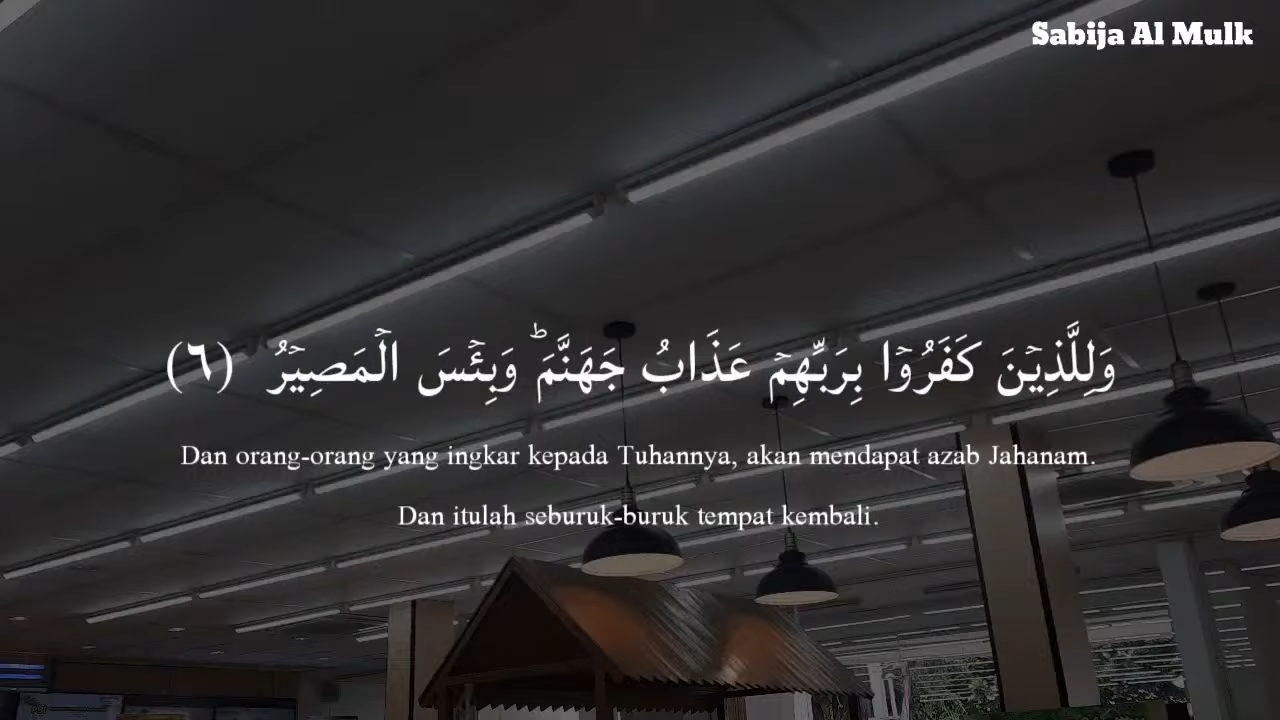 Sabija Al Mulk
وَلِلَّذِيْنَ كَفَرُوْا بِرَبِّهِمْ عَذَابُ جَهَنَّمَۗ وَبِئْسَ الْمَصِيْرُ (٦)
Dan orang-orang yang ingkar kepada Tuhannya, akan mendapat azab Jahanam.
Dan itulah seburuk-buruk tempat kembali.